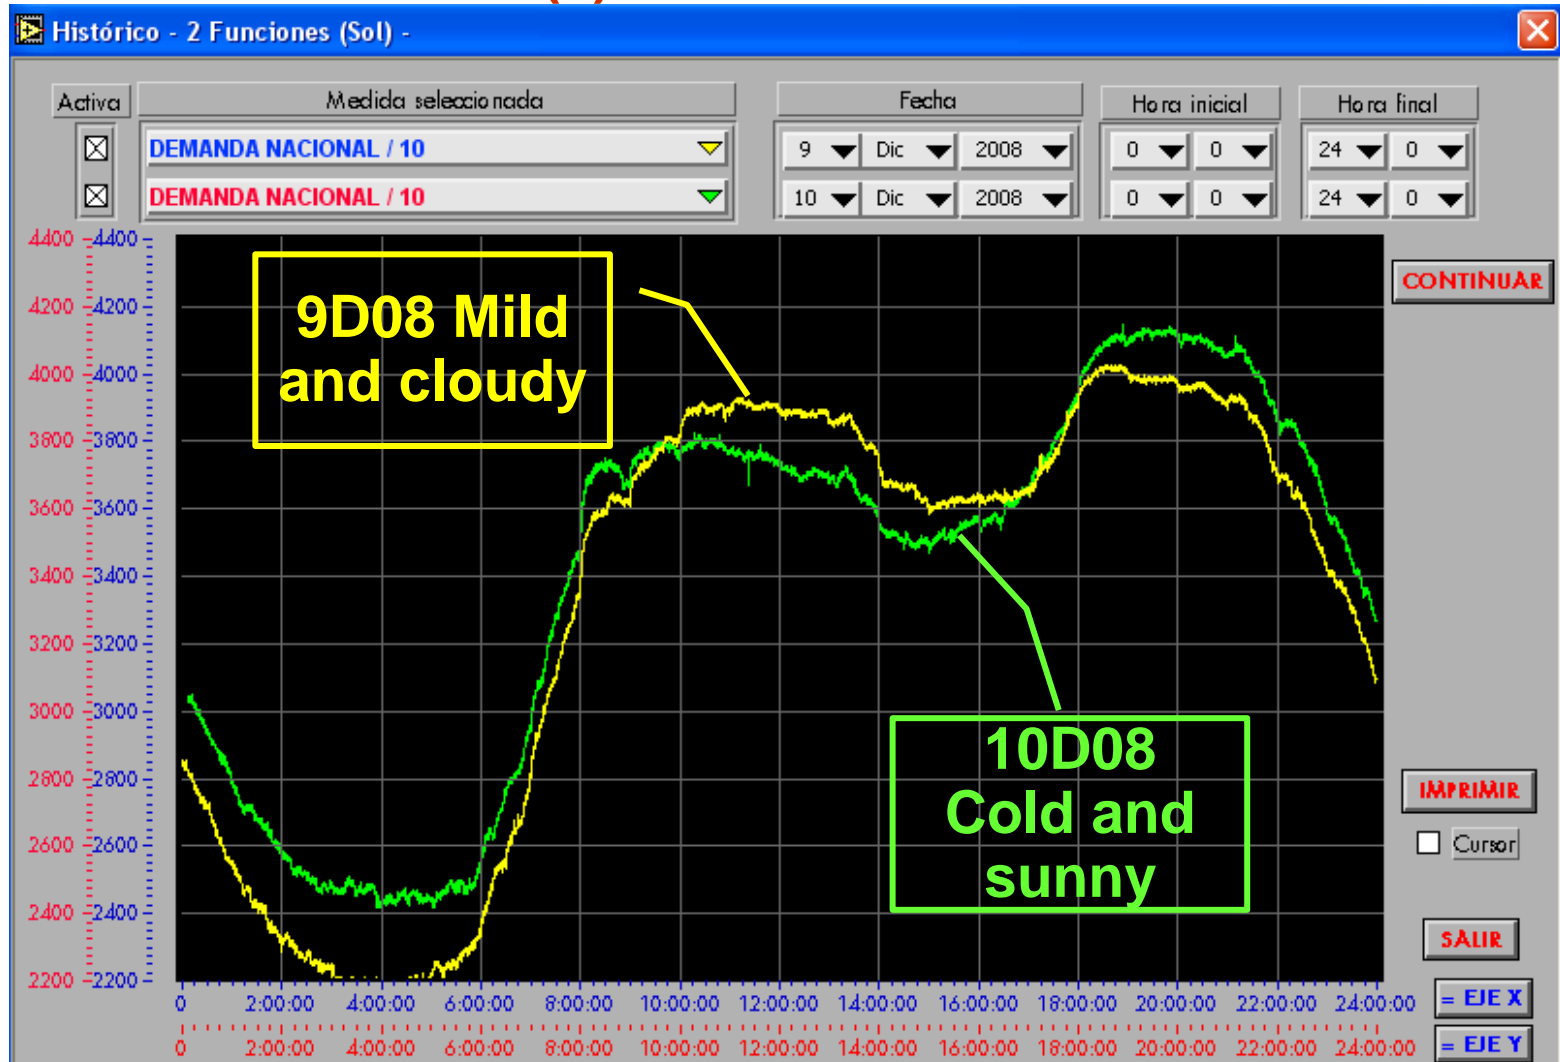 Histórico - 2 Funciones (Sol) -
Activa Medida seleccionada Fecha Hora inicial Hora final
DEMANDA NACIONAL / 10 9 Dic 2008 0 0 24 0
DEMANDA NACIONAL / 10 10 Dic 2008 0 0 24 0
4400 4400
4200 4200
4000 4000
3800 3800
3600 3600
3400 3400
3200 3200
3000 3000
2800 2800
2600 2600
2400 2400
2200 2200
9D08 Mild
and cloudy
10D08
Cold and
sunny
CONTINUAR
IMPRIMIR
Cursor
SALIR
0 2:00:00 4:00:00 6:00:00 8:00:00 10:00:00 12:00:00 14:00:00 16:00:00 18:00:00 20:00:00 22:00:00 24:00:00
= EJE X
0 2:00:00 4:00:00 6:00:00 8:00:00 10:00:00 12:00:00 14:00:00 16:00:00 18:00:00 20:00:00 22:00:00 24:00:00
= EJE Y